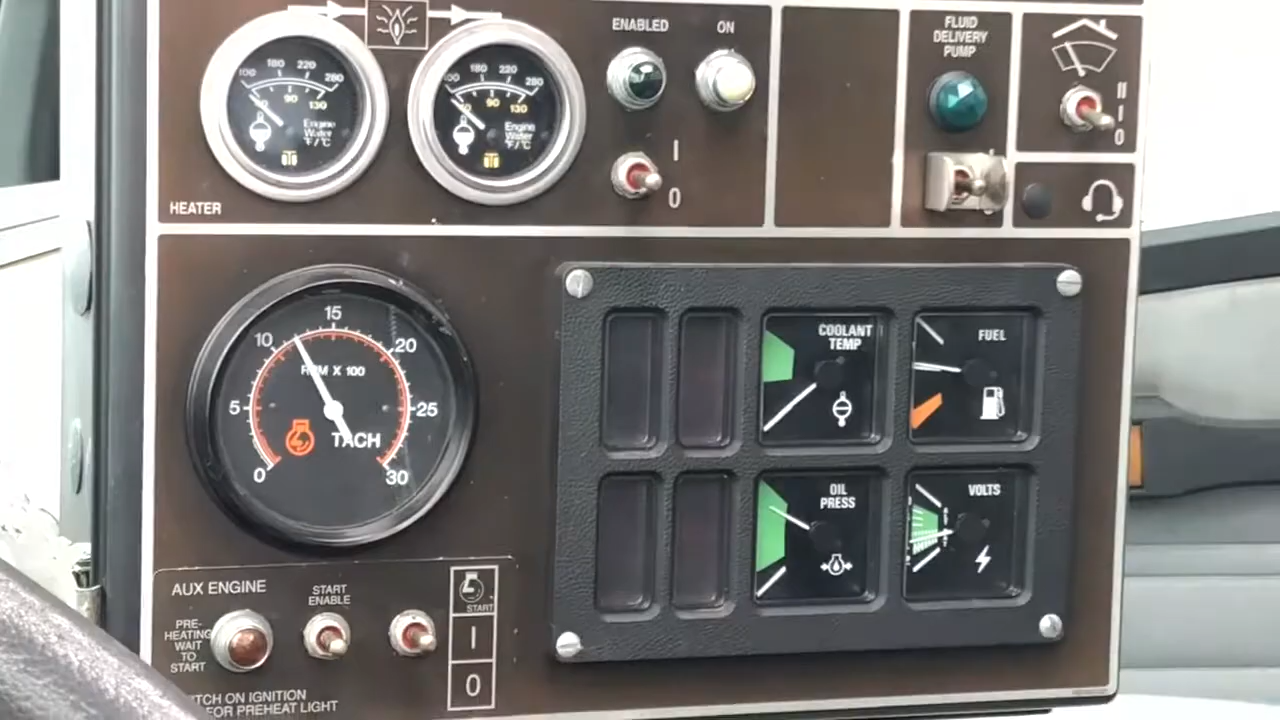 ENABLED
ON
FLUID
DELIVERY
PUMP
100 180 220 280
90 130
Engine
Water
°F/°C
100 180 220 280
90 130
Engine
Water
°F/°C
I
0
II
I
0
HEATER
0 5 10 15 20 25 30
RPM X 100
TACH
COOLANT
TEMP
FUEL
OIL
PRESS
VOLTS
AUX ENGINE
START
ENABLE
START
I
0
PRE-
HEATING
WAIT
TO
START
ITCH ON IGNITION
FOR PREHEAT LIGHT